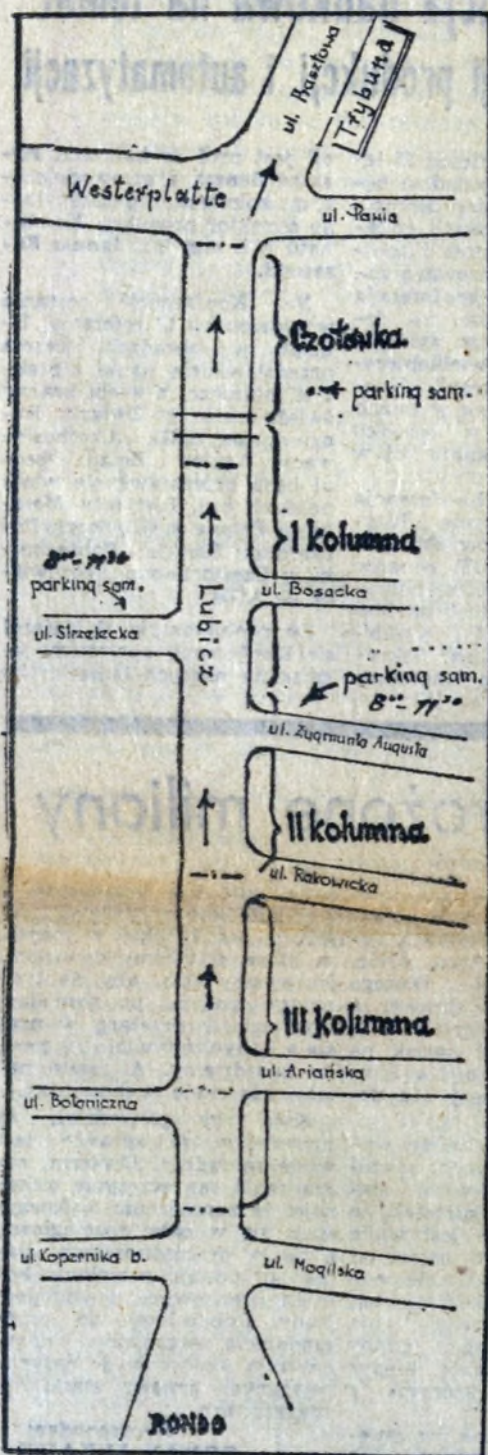 ul. Basztowa
Trybuna
Westerplatte
ul. Pawia
Czołówka
parking sam.
I kolumna
8⁰⁰-11³⁰
parking sam.
Lubicz
ul. Bosacka
ul. Strzelecka
parking sam.
8⁰⁰-11³⁰
ul. Zygmunta Augusta
II kolumna
ul. Rakowicka
III kolumna
ul. Ariańska
ul. Botaniczna
ul. Kopernika b.
ul. Mogilska
RONDO